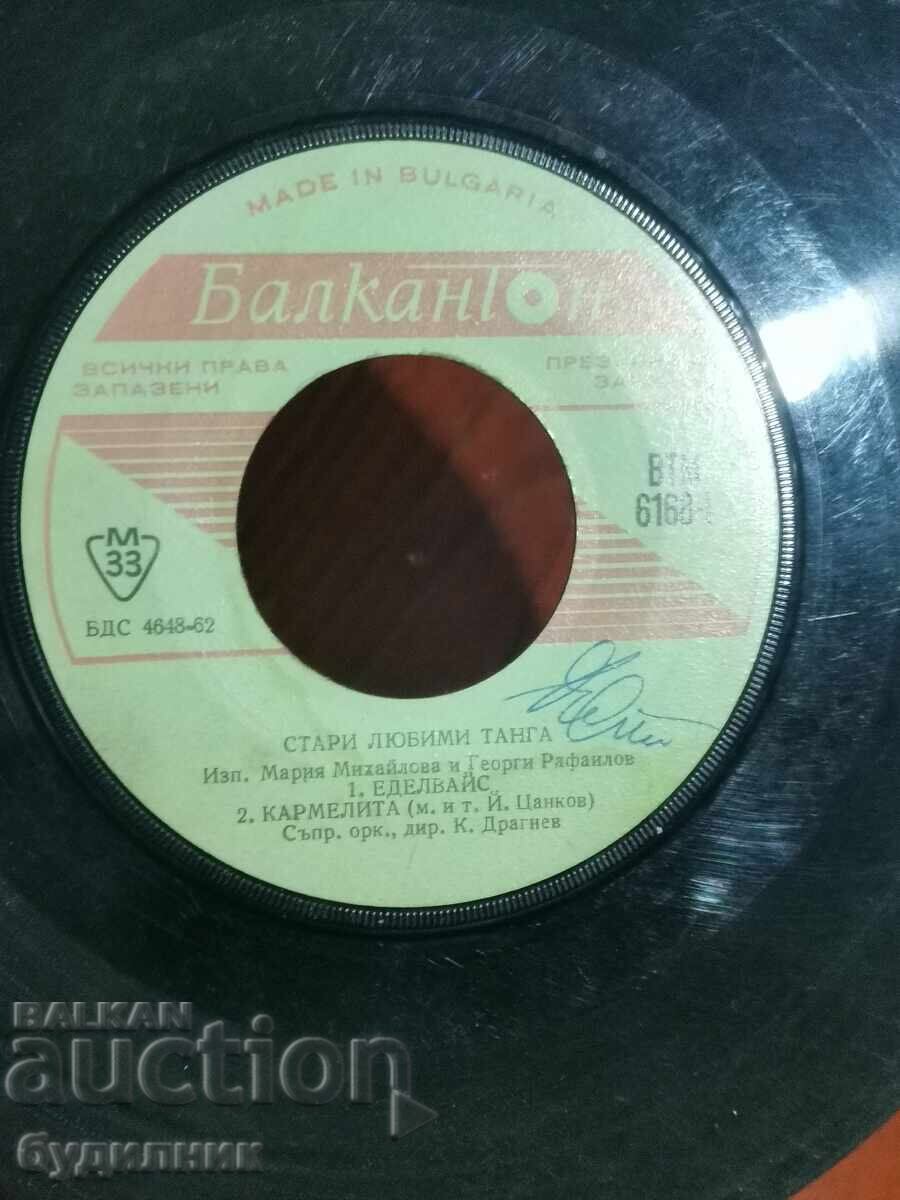 MADE IN BULGARIA
Балкантон
ВСИЧКИ ПРАВА
ЗАПАЗЕНИ
ВТМ
М
33
БДС 4648-62
СТАРИ ЛЮБИМИ ТАНГА
Изп. Мария Михайлова и Георги Рафаилов
1. ЕДЕЛВАЙС
2. КАРМЕЛИТА (м. и т. Й. Цанков)
Съпр. орк., дир. К. Драгнев
BALKAN
auction
будилник